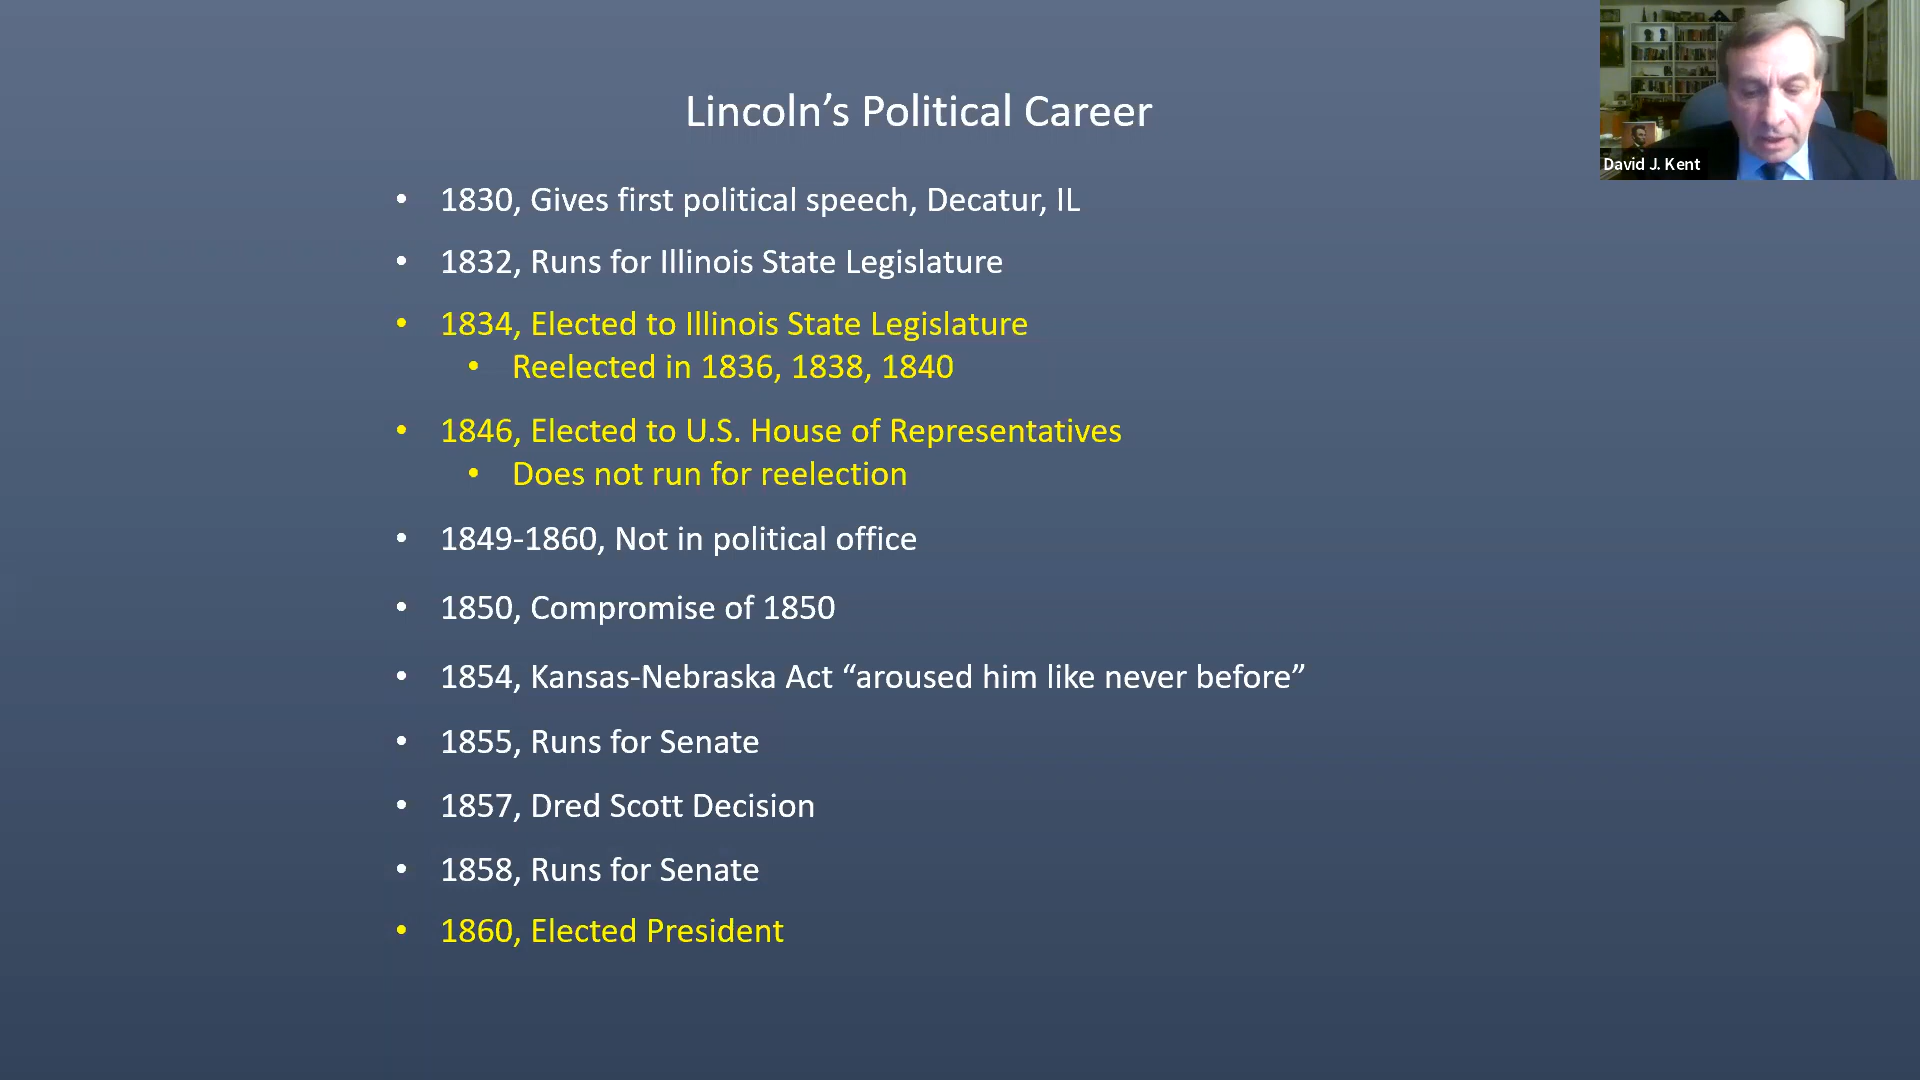 Lincoln’s Political Career
David J. Kent
• 1830, Gives first political speech, Decatur, IL
• 1832, Runs for Illinois State Legislature
• 1834, Elected to Illinois State Legislature
• Reelected in 1836, 1838, 1840
• 1846, Elected to U.S. House of Representatives
• Does not run for reelection
• 1849-1860, Not in political office
• 1850, Compromise of 1850
• 1854, Kansas-Nebraska Act “aroused him like never before”
• 1855, Runs for Senate
• 1857, Dred Scott Decision
• 1858, Runs for Senate
• 1860, Elected President